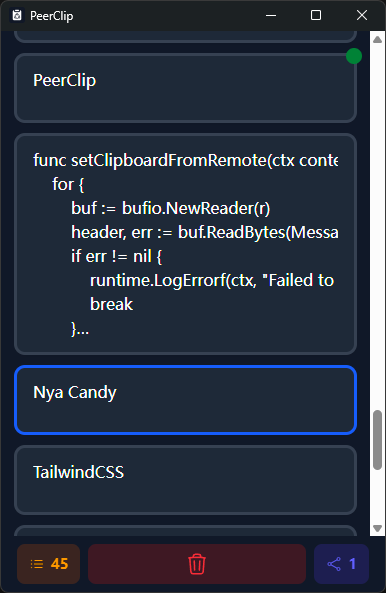 PeerClip
PeerClip
func setClipboardFromRemote(ctx conte
for {
buf := bufio.NewReader(r)
header, err := buf.ReadBytes(Messa
if err != nil {
runtime.LogErrorf(ctx, "Failed to
break
}...
Nya Candy
TailwindCSS
45
1